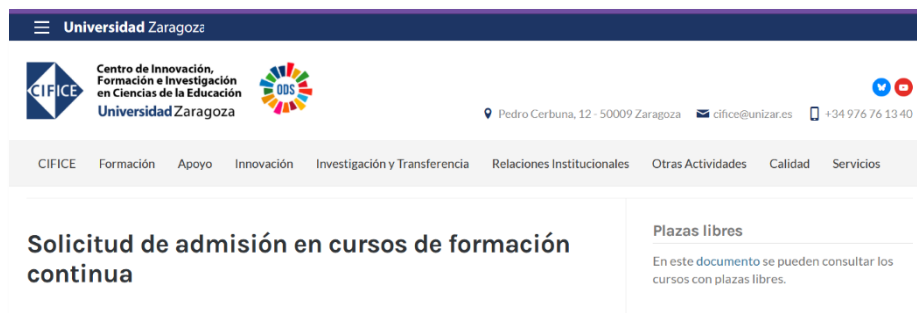 Universidad Zaragoza
Centro de Innovación,
Formación e Investigación
en Ciencias de la Educación
Universidad Zaragoza
CIFICE
ODS
Pedro Cerbuna, 12 - 50009 Zaragoza cifice@unizar.es +34 976 76 13 40
CIFICE Formación Apoyo Innovación Investigación y Transferencia Relaciones Institucionales Otras Actividades Calidad Servicios
Solicitud de admisión en cursos de formación
continua
Plazas libres
En este documento se pueden consultar los
cursos con plazas libres.